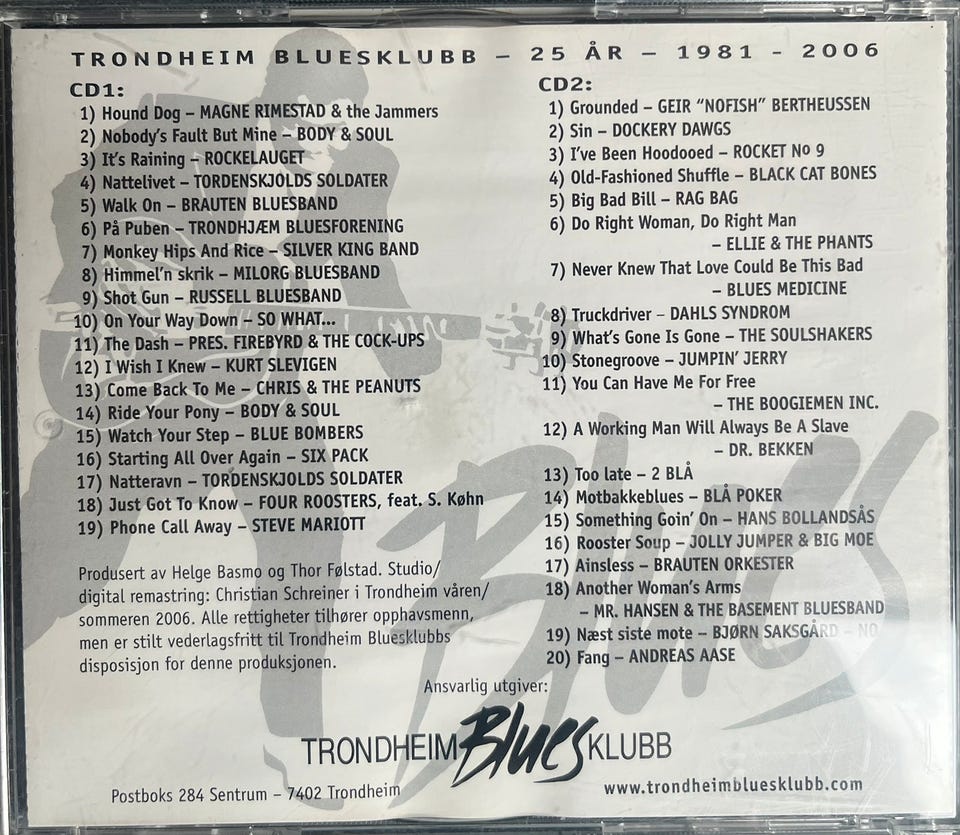 TRONDHEIM BLUESKLUBB – 25 ÅR – 1981 - 2006
CD1:
1) Hound Dog – MAGNE RIMESTAD & the Jammers
2) Nobody's Fault But Mine – BODY & SOUL
3) It's Raining – ROCKELAUGET
4) Nattelivet – TORDENSKJOLDS SOLDATER
5) Walk On – BRAUTEN BLUESBAND
6) På Puben – TRONDHJÆM BLUESFORENING
7) Monkey Hips And Rice – SILVER KING BAND
8) Himmel'n skrik – MILORG BLUESBAND
9) Shot Gun – RUSSELL BLUESBAND
10) On Your Way Down – SO WHAT...
11) The Dash – PRES. FIREBYRD & THE COCK-UPS
12) I Wish I Knew – KURT SLEVIGEN
13) Come Back To Me – CHRIS & THE PEANUTS
14) Ride Your Pony – BODY & SOUL
15) Watch Your Step – BLUE BOMBERS
16) Starting All Over Again – SIX PACK
17) Natteravn – TORDENSKJOLDS SOLDATER
18) Just Got To Know – FOUR ROOSTERS, feat. S. Køhn
19) Phone Call Away – STEVE MARIOTT
Produsert av Helge Basmo og Thor Følstad. Studio/
digital remastring: Christian Schreiner i Trondheim våren/
sommeren 2006. Alle rettigheter tilhører opphavsmenn,
men er stilt vederlagsfritt til Trondheim Bluesklubbs
disposisjon for denne produksjonen.
CD2:
1) Grounded – GEIR "NOFISH" BERTHEUSSEN
2) Sin – DOCKERY DAWGS
3) I've Been Hoodooed – ROCKET Nº 9
4) Old-Fashioned Shuffle – BLACK CAT BONES
5) Big Bad Bill – RAG BAG
6) Do Right Woman, Do Right Man
– ELLIE & THE PHANTS
7) Never Knew That Love Could Be This Bad
– BLUES MEDICINE
8) Truckdriver – DAHLS SYNDROM
9) What's Gone Is Gone – THE SOULSHAKERS
10) Stonegroove – JUMPIN' JERRY
11) You Can Have Me For Free
– THE BOOGIEMEN INC.
12) A Working Man Will Always Be A Slave
– DR. BEKKEN
13) Too late – 2 BLÅ
14) Motbakkeblues – BLÅ POKER
15) Something Goin' On – HANS BOLLANDSÅS
16) Rooster Soup – JOLLY JUMPER & BIG MOE
17) Ainsless – BRAUTEN ORKESTER
18) Another Woman's Arms
– MR. HANSEN & THE BASEMENT BLUESBAND
19) Næst siste mote – BJØRN SAKSGÅRD – NO
20) Fang – ANDREAS AASE
Blues
Ansvarlig utgiver:
TRONDHEIM Blues KLUBB
Postboks 284 Sentrum – 7402 Trondheim
www.trondheimbluesklubb.com